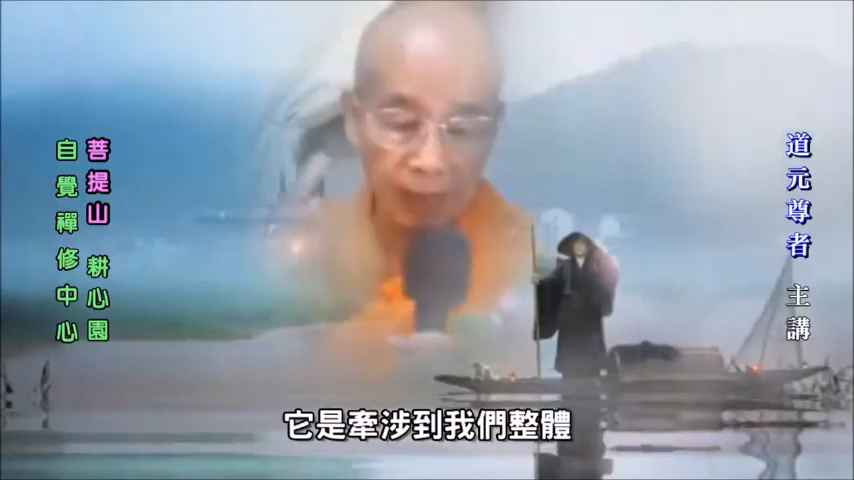 道元尊者 主講
菩提山 耕心園
自覺禪修中心
它是牽涉到我們整體